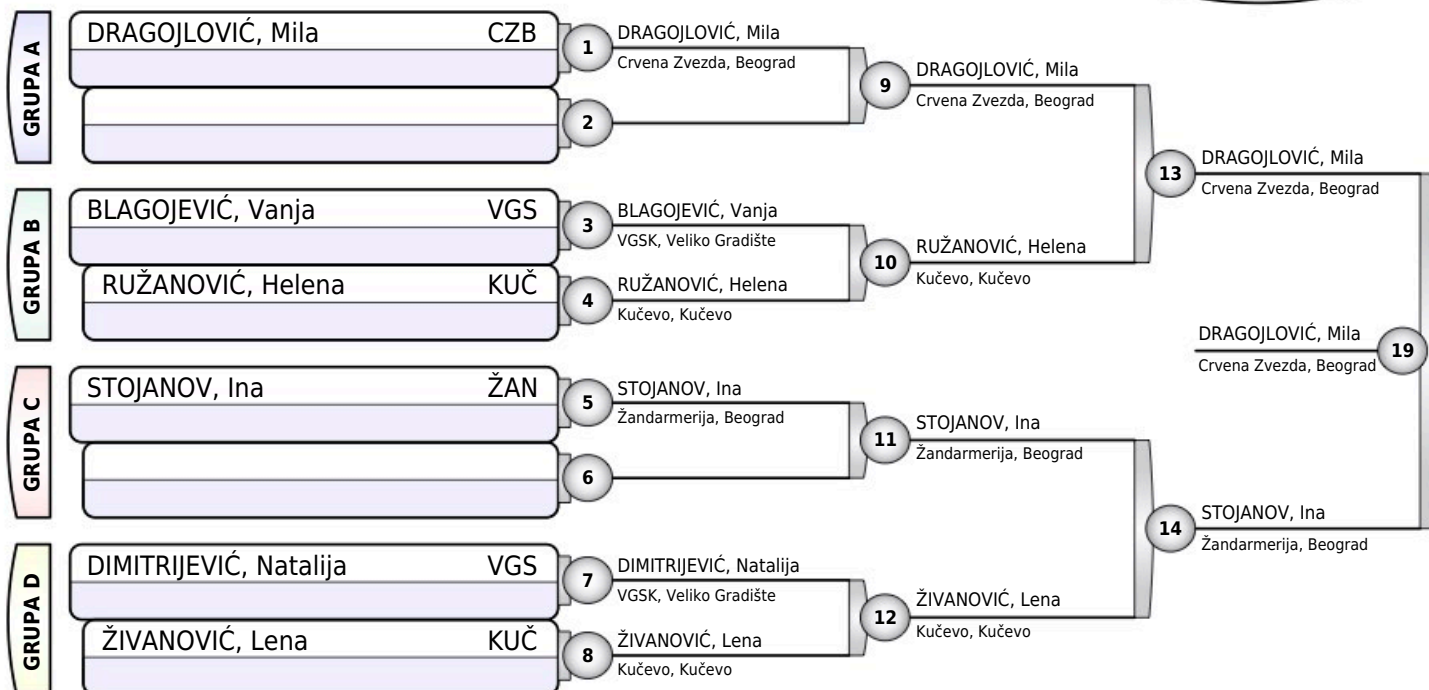 GRUPA A
DRAGOJLOVIĆ, Mila CZB
1
DRAGOJLOVIĆ, Mila
Crvena Zvezda, Beograd
2
9
DRAGOJLOVIĆ, Mila
Crvena Zvezda, Beograd
13
DRAGOJLOVIĆ, Mila
Crvena Zvezda, Beograd
GRUPA B
BLAGOJEVIĆ, Vanja VGS
3
BLAGOJEVIĆ, Vanja
VGSK, Veliko Gradište
RUŽANOVIĆ, Helena KUČ
4
RUŽANOVIĆ, Helena
Kučevo, Kučevo
10
RUŽANOVIĆ, Helena
Kučevo, Kučevo
DRAGOJLOVIĆ, Mila
Crvena Zvezda, Beograd
19
GRUPA C
STOJANOV, Ina ŽAN
5
STOJANOV, Ina
Žandarmerija, Beograd
6
11
STOJANOV, Ina
Žandarmerija, Beograd
14
STOJANOV, Ina
Žandarmerija, Beograd
GRUPA D
DIMITRIJEVIĆ, Natalija VGS
7
DIMITRIJEVIĆ, Natalija
VGSK, Veliko Gradište
ŽIVANOVIĆ, Lena KUČ
8
ŽIVANOVIĆ, Lena
Kučevo, Kučevo
12
ŽIVANOVIĆ, Lena
Kučevo, Kučevo